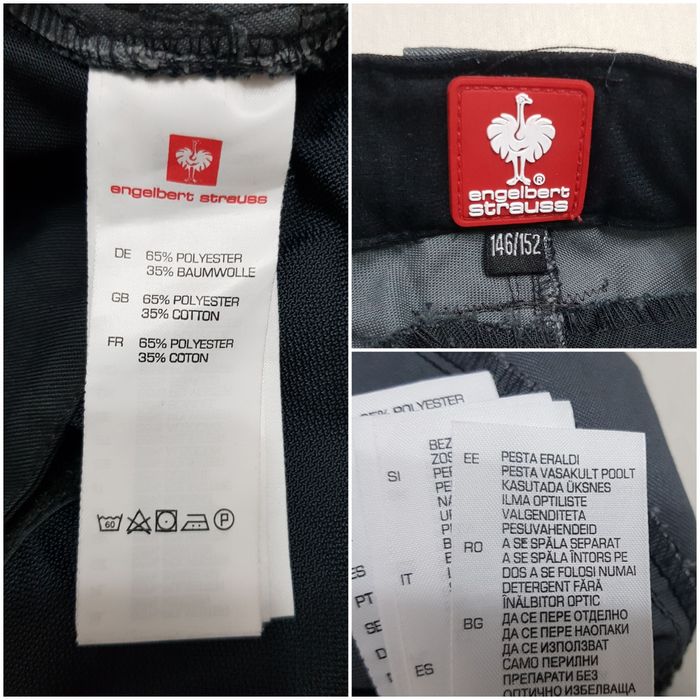 engelbert strauss
DE 65% POLYESTER
35% BAUMWOLLE
GB 65% POLYESTER
35% COTTON
FR 65% POLYESTER
35% COTON
60
P
engelbert
strauss®
146/152
65% POLYESTER
BEZ
SI
IT
ES
ES
PT
SE
EE PESTA ERALDI
PESTA VASAKULT POOLT
KASUTADA ÜKSNES
ILMA OPTILISTE
VALGENDITETA
PESUVAHENDEID
RO A SE SPĂLA SEPARAT
A SE SPĂLA ÎNTORS PE
DOS A SE FOLOSI NUMAI
DETERGENT FĂRĂ
ÎNĂLBITOR OPTIC
BG ДА СЕ ПЕРЕ ОТДЕЛНО
ДА СЕ ПЕРЕ НАОПАКИ
ДА СЕ ИЗПОЛЗВАТ
САМО ПЕРИЛНИ
ПРЕПАРАТИ БЕЗ
ОПТИЧНО ИЗБЕЛВАЩА